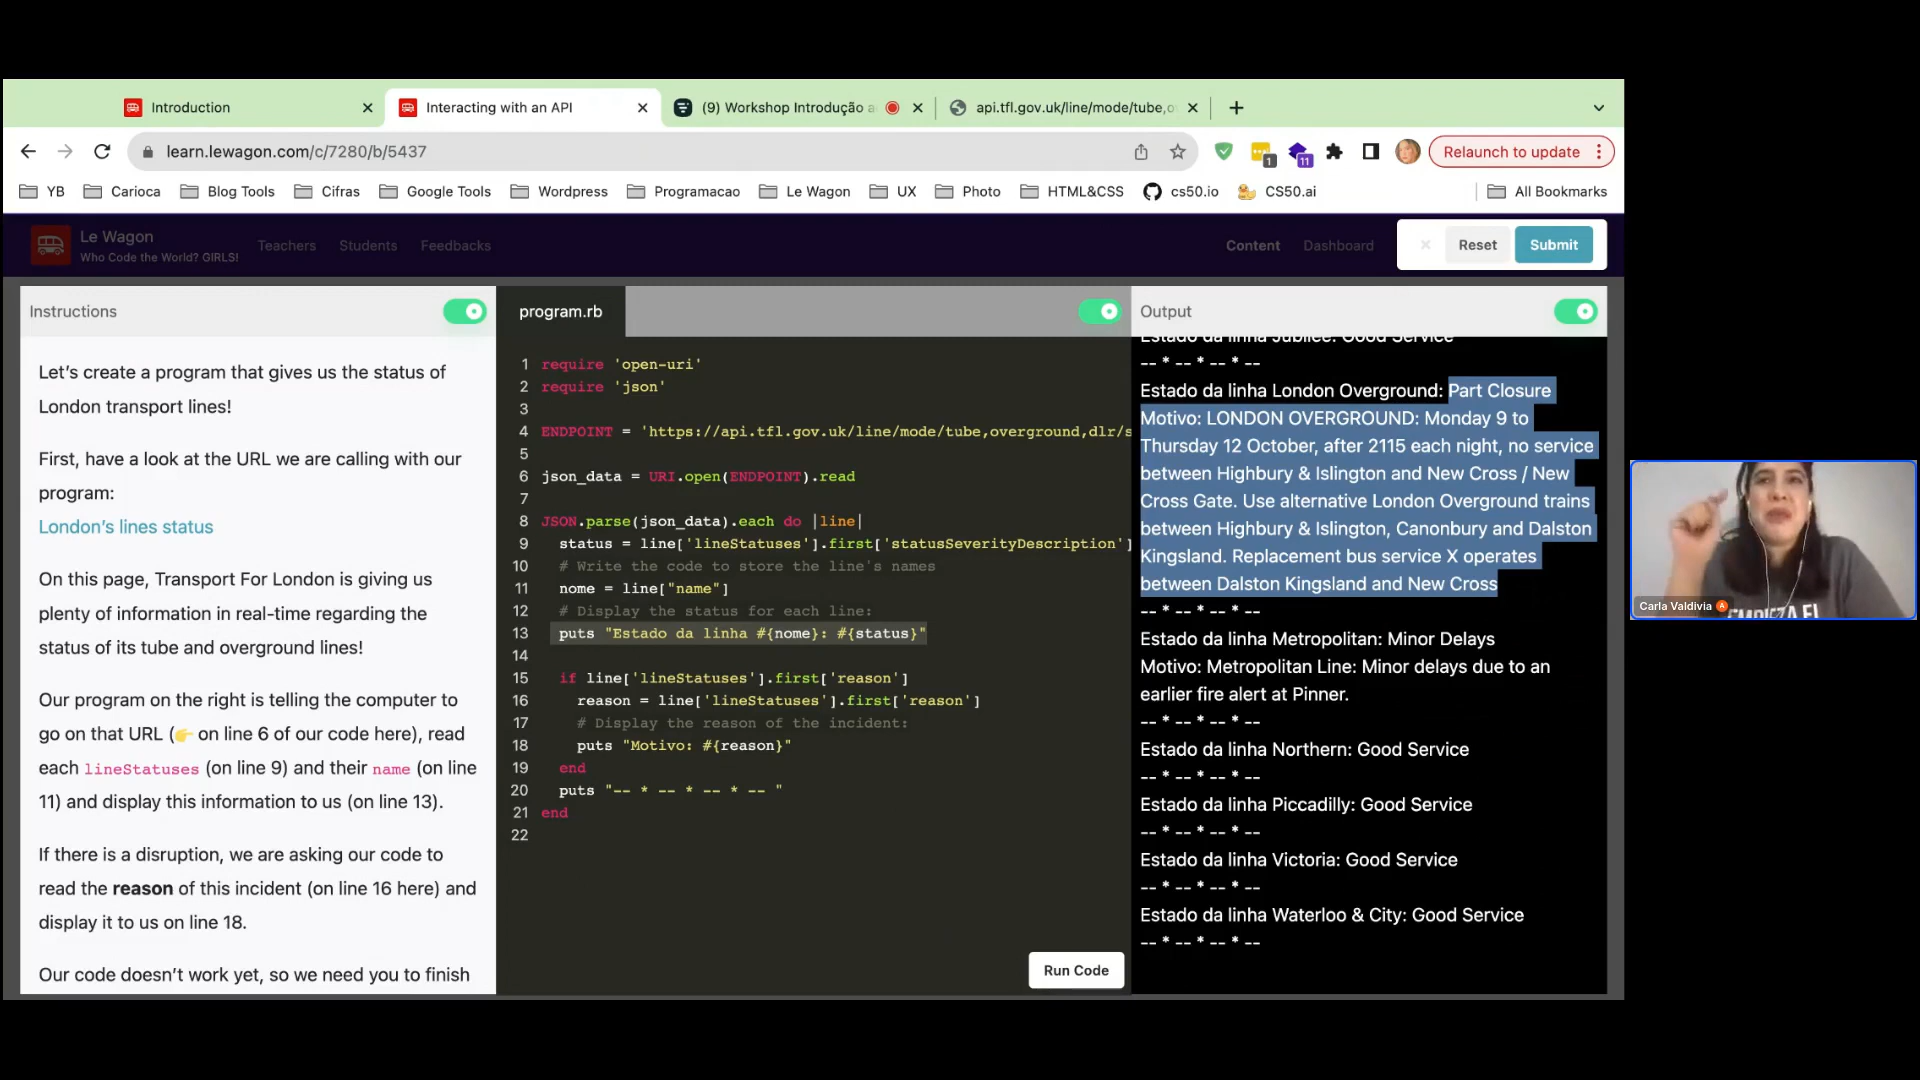 Introduction
Interacting with an API
(9) Workshop Introdução a
api.tfl.gov.uk/line/mode/tube,o
learn.lewagon.com/c/7280/b/5437
1
11
Relaunch to update
YB
Carioca
Blog Tools
Cifras
Google Tools
Wordpress
Programacao
Le Wagon
UX
Photo
HTML&CSS
cs50.io
CS50.ai
All Bookmarks
Le Wagon
Who Code the World? GIRLS!
Teachers
Students
Feedbacks
Content
Dashboard
Reset
Submit
Instructions
Let's create a program that gives us the status of
London transport lines!
First, have a look at the URL we are calling with our
program:
London's lines status
On this page, Transport For London is giving us
plenty of information in real-time regarding the
status of its tube and overground lines!
Our program on the right is telling the computer to
go on that URL (👉 on line 6 of our code here), read
each lineStatuses (on line 9) and their name (on line
11) and display this information to us (on line 13).
If there is a disruption, we are asking our code to
read the reason of this incident (on line 16 here) and
display it to us on line 18.
Our code doesn't work yet, so we need you to finish
program.rb
1 require 'open-uri'
2 require 'json'
3
4 ENDPOINT = 'https://api.tfl.gov.uk/line/mode/tube,overground,dlr/s
5
6 json_data = URI.open(ENDPOINT).read
7
8 JSON.parse(json_data).each do |line|
9 status = line['lineStatuses'].first['statusSeverityDescription']
10 # Write the code to store the line's names
11 nome = line["name"]
12 # Display the status for each line:
13 puts "Estado da linha #{nome}: #{status}"
14
15 if line['lineStatuses'].first['reason']
16 reason = line['lineStatuses'].first['reason']
17 # Display the reason of the incident:
18 puts "Motivo: #{reason}"
19 end
20 puts "-- * -- * -- * -- "
21 end
22
Run Code
Output
Estado da linha Jubilee: Good Service
-- * -- * -- * --
Estado da linha London Overground: Part Closure
Motivo: LONDON OVERGROUND: Monday 9 to
Thursday 12 October, after 2115 each night, no service
between Highbury & Islington and New Cross / New
Cross Gate. Use alternative London Overground trains
between Highbury & Islington, Canonbury and Dalston
Kingsland. Replacement bus service X operates
between Dalston Kingsland and New Cross
-- * -- * -- * --
Estado da linha Metropolitan: Minor Delays
Motivo: Metropolitan Line: Minor delays due to an
earlier fire alert at Pinner.
-- * -- * -- * --
Estado da linha Northern: Good Service
-- * -- * -- * --
Estado da linha Piccadilly: Good Service
-- * -- * -- * --
Estado da linha Victoria: Good Service
-- * -- * -- * --
Estado da linha Waterloo & City: Good Service
-- * -- * -- * --
Carla Valdivia